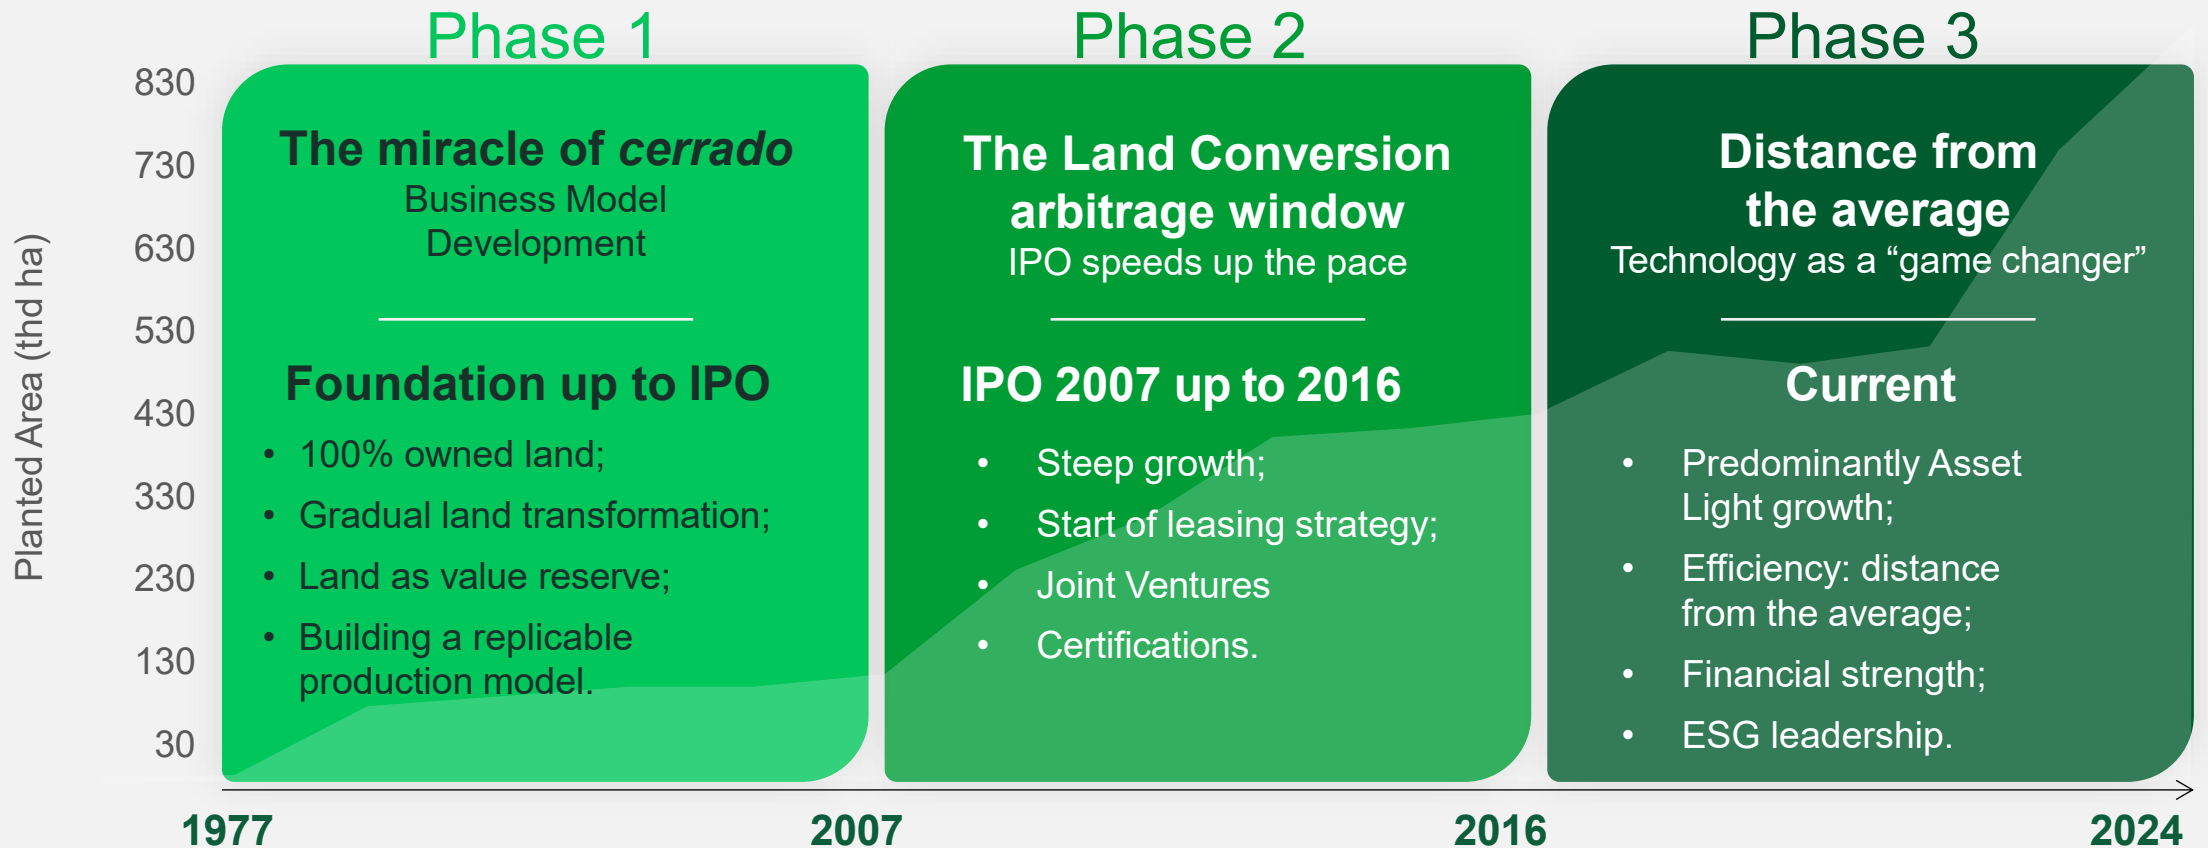 Phase 1
Phase 2
Phase 3
Planted Area (thd ha)
830
730
630
530
430
330
230
130
30
The miracle of cerrado
Business Model
Development
Foundation up to IPO
• 100% owned land;
• Gradual land transformation;
• Land as value reserve;
• Building a replicable
production model.
The Land Conversion
arbitrage window
IPO speeds up the pace
IPO 2007 up to 2016
• Steep growth;
• Start of leasing strategy;
• Joint Ventures
• Certifications.
Distance from
the average
Technology as a “game changer”
Current
• Predominantly Asset
Light growth;
• Efficiency: distance
from the average;
• Financial strength;
• ESG leadership.
1977
2007
2016
2024